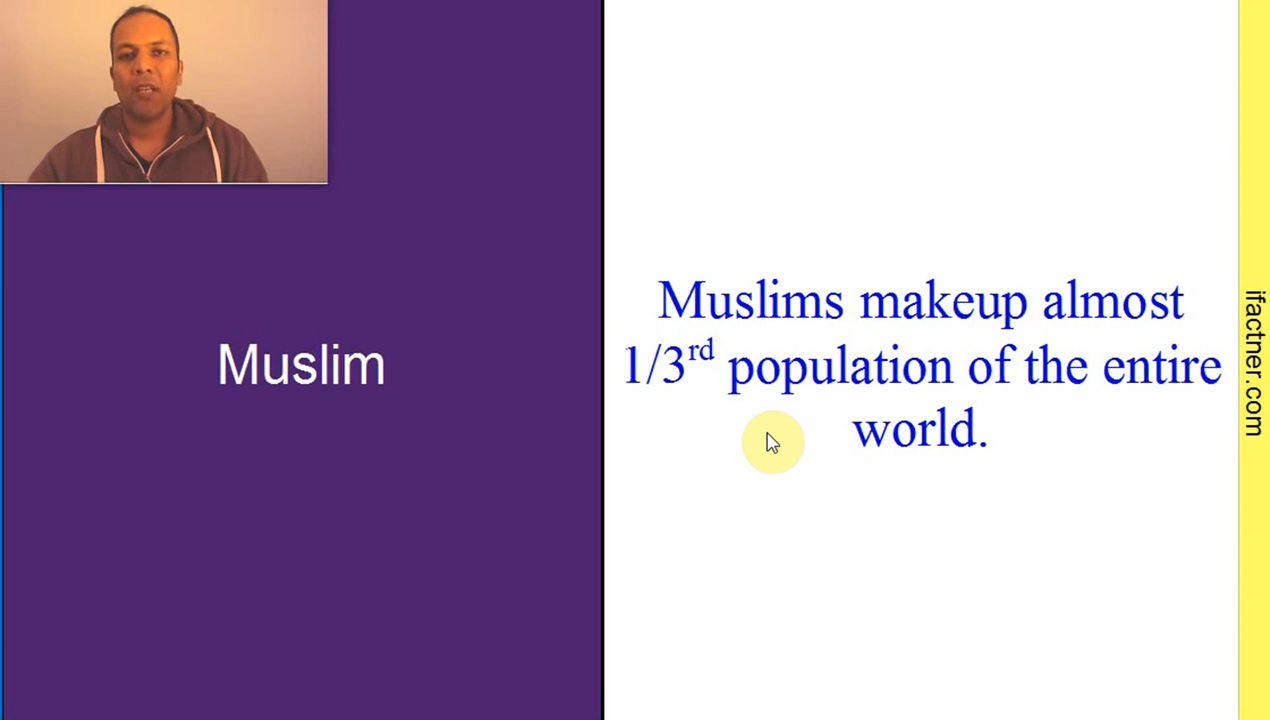 Muslim
Muslims makeup almost
1/3rd population of the entire
world.
ifactner.com